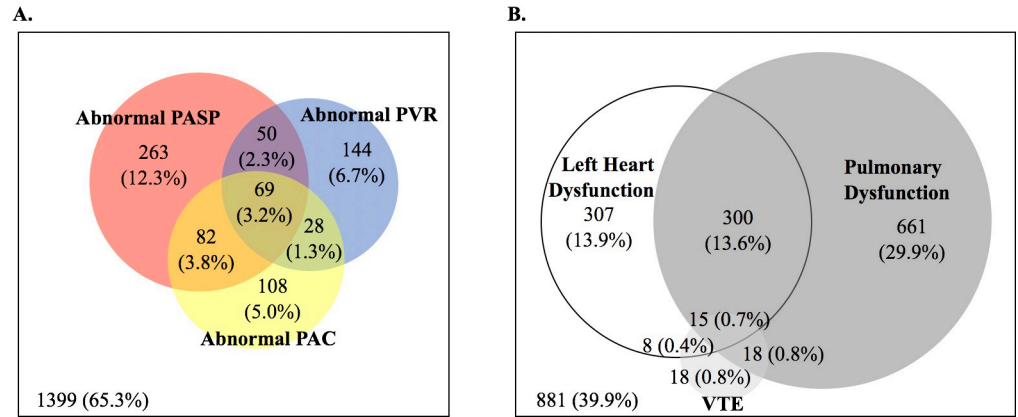 A.
Abnormal PASP
Abnormal PVR
263
(12.3%)
50
(2.3%)
144
(6.7%)
69
(3.2%)
82
(3.8%)
28
(1.3%)
108
(5.0%)
Abnormal PAC
1399 (65.3%)
B.
Left Heart
Dysfunction
307
(13.9%)
300
(13.6%)
Pulmonary
Dysfunction
661
(29.9%)
15 (0.7%)
8 (0.4%)
18 (0.8%)
18 (0.8%)
VTE
881 (39.9%)